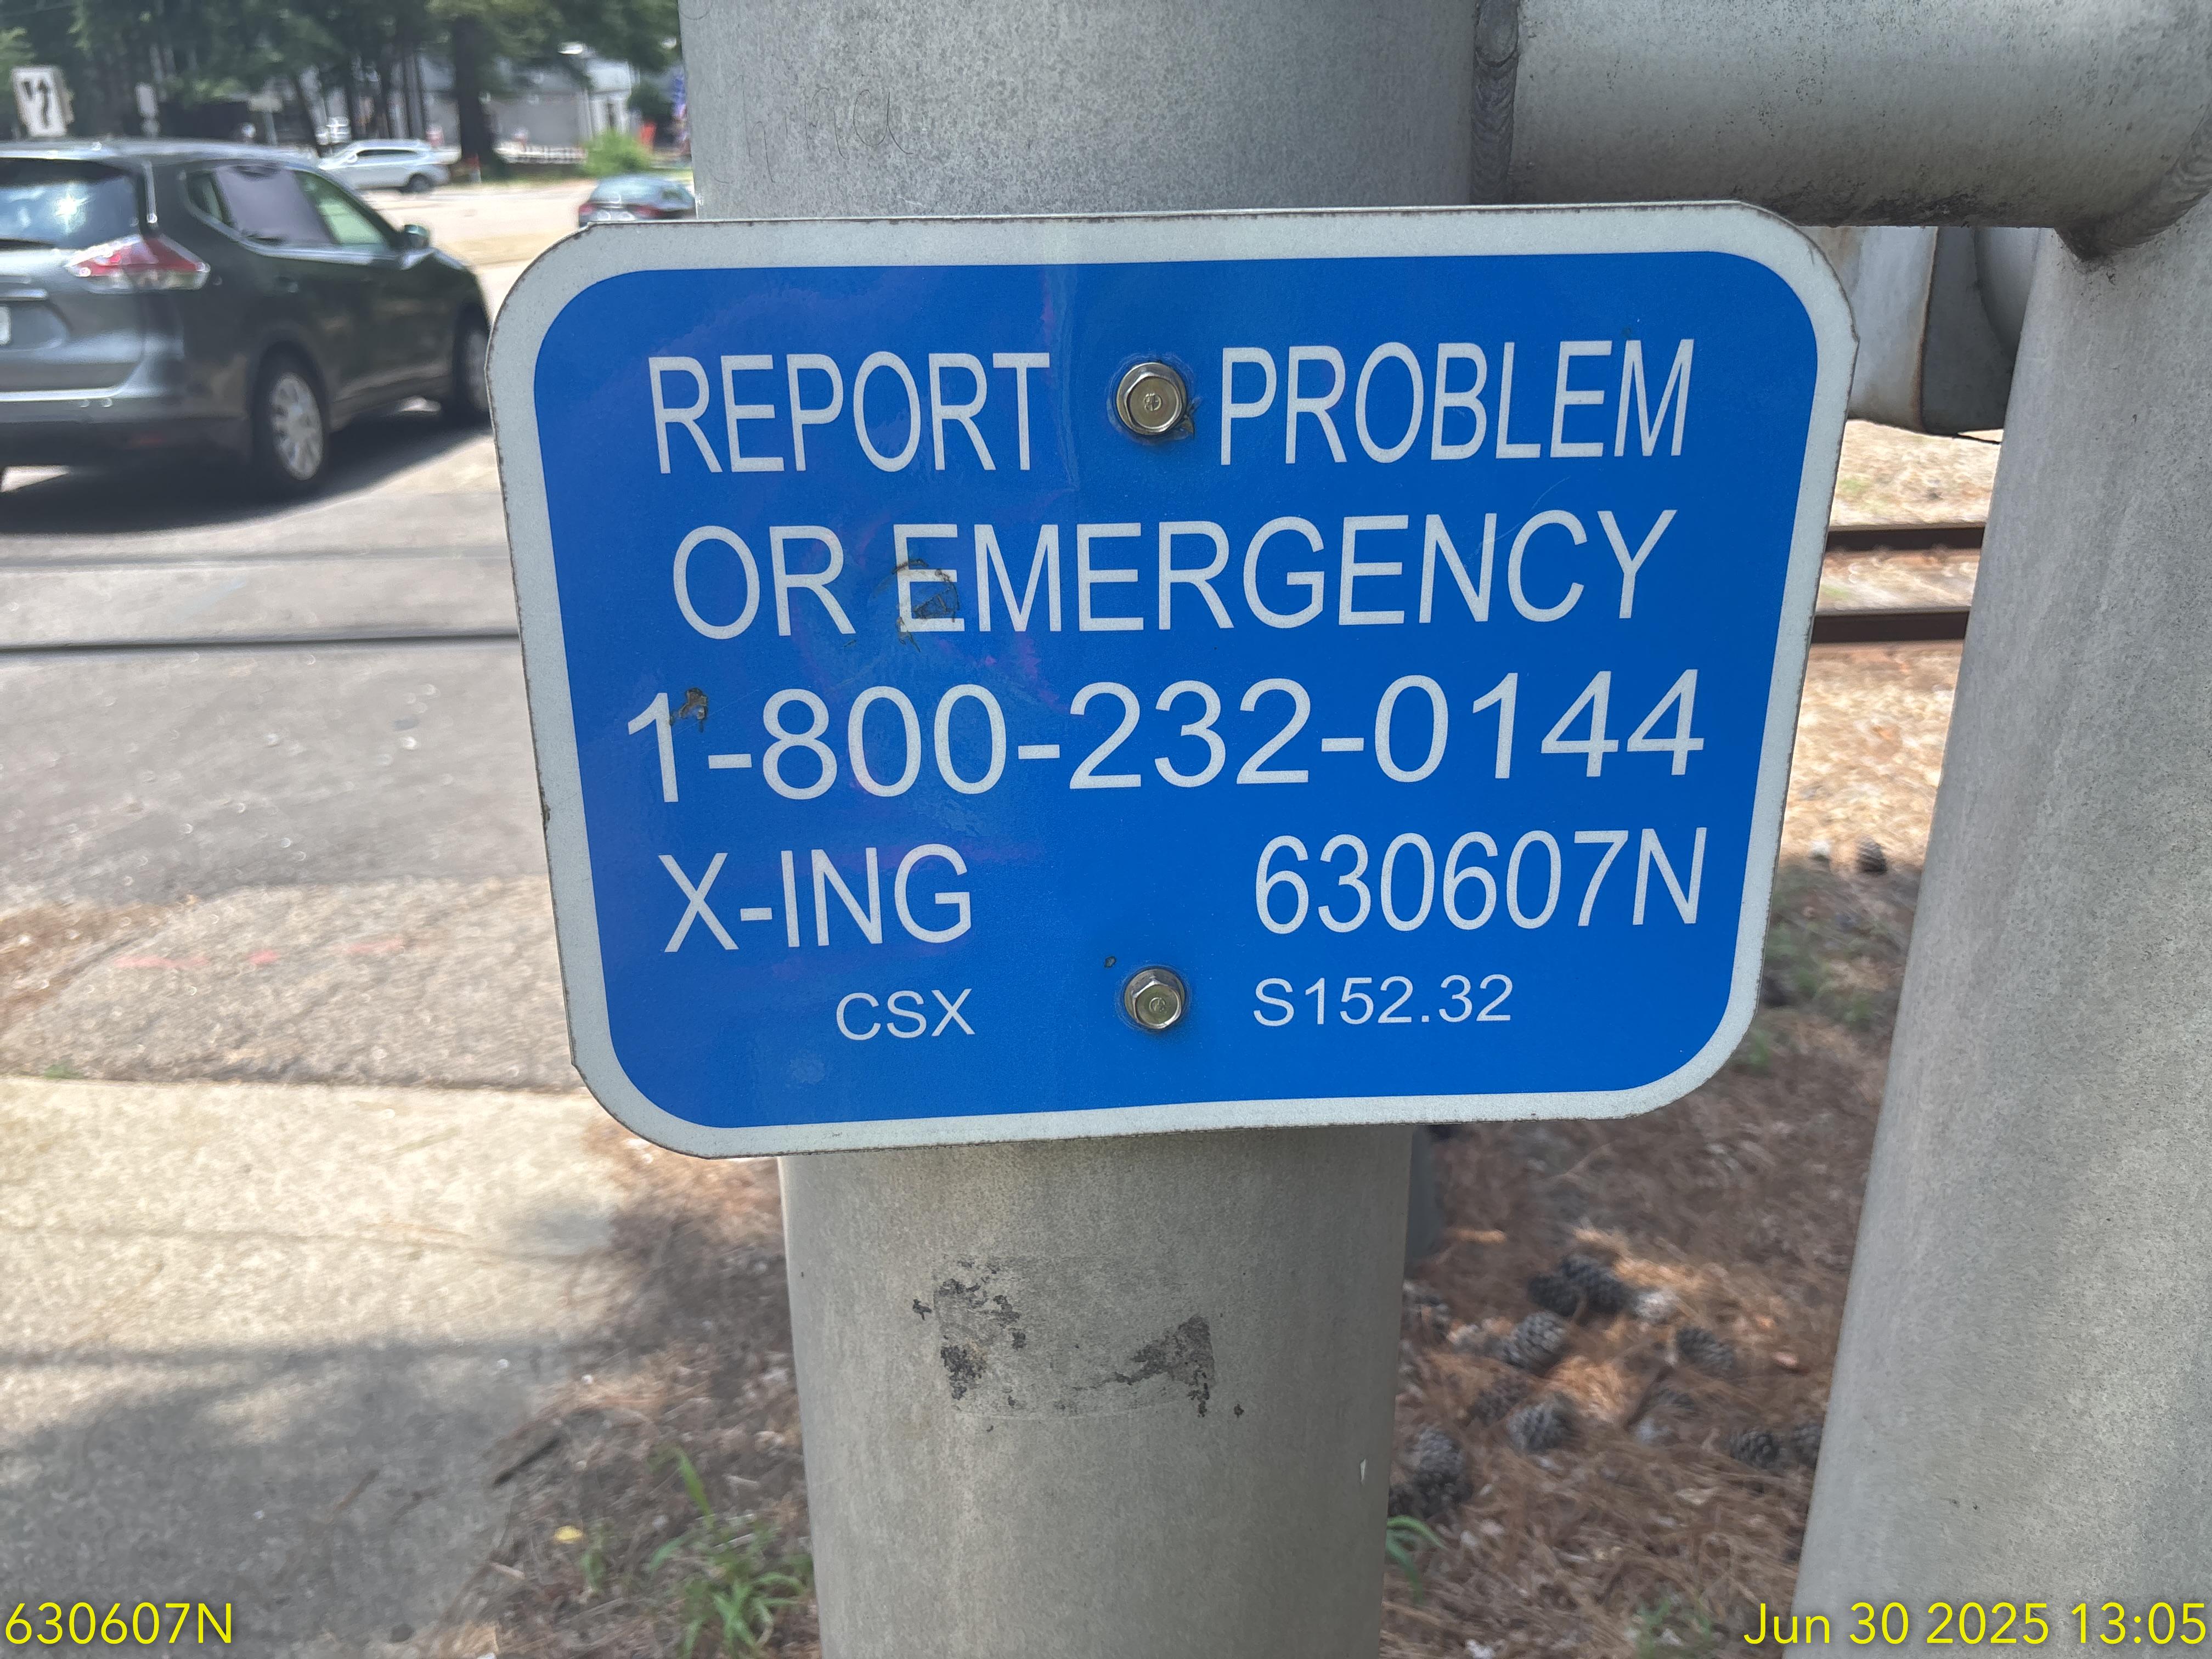 REPORT PROBLEM
OR EMERGENCY
1-800-232-0144
X-ING 630607N
CSX S152.32
630607N
Jun 30 2025 13:05